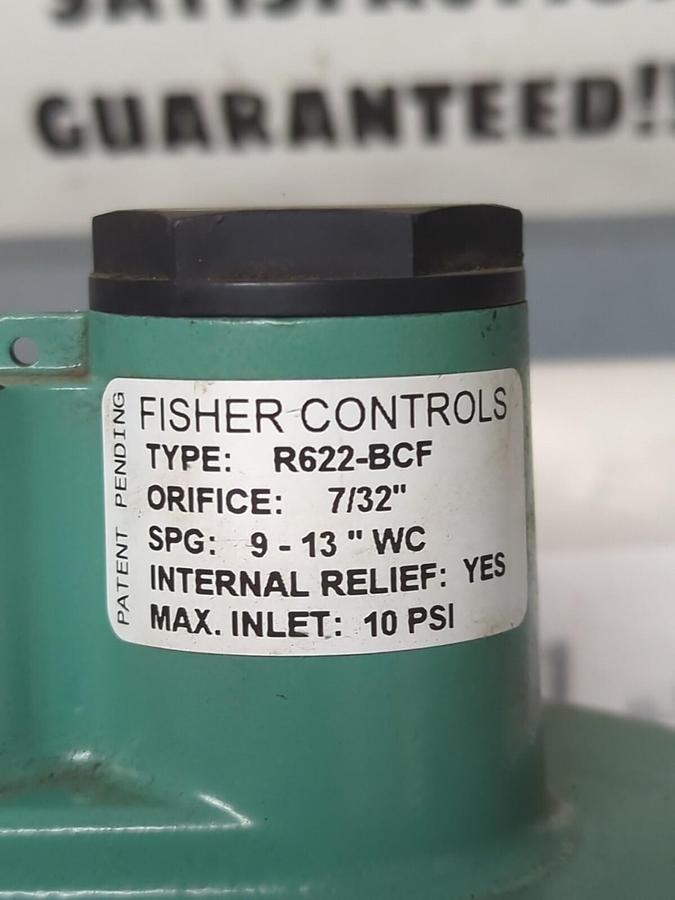 SATISFACTION
GUARANTEED!!
PATENT PENDING
FISHER CONTROLS
TYPE: R622-BCF
ORIFICE: 7/32"
SPG: 9 - 13 " WC
INTERNAL RELIEF: YES
MAX. INLET: 10 PSI